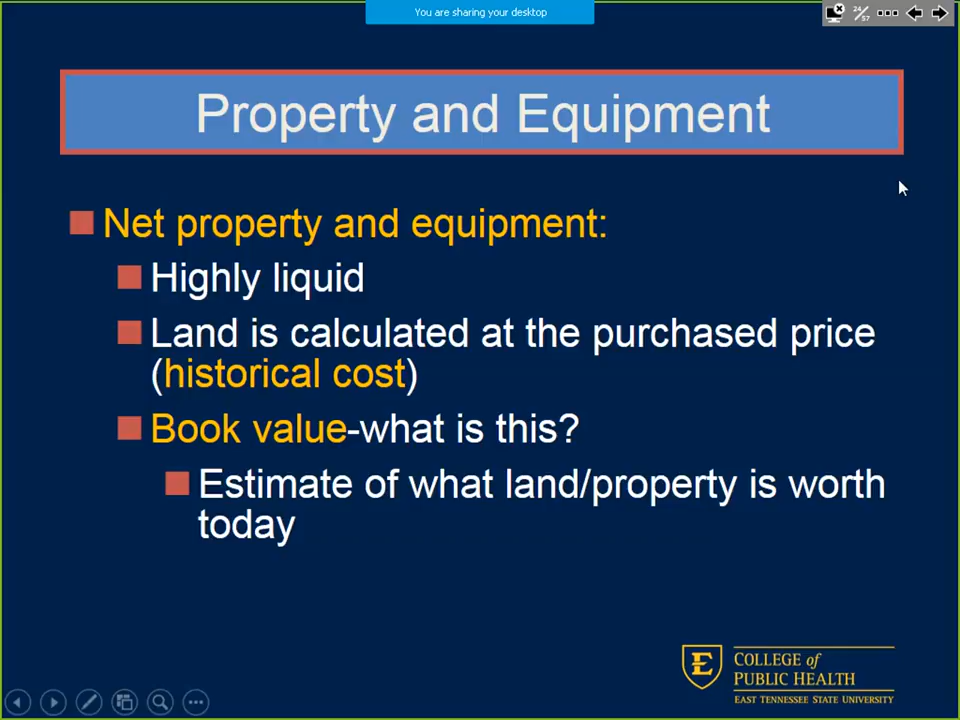 You are sharing your desktop
24/57
Property and Equipment
Net property and equipment:
Highly liquid
Land is calculated at the purchased price
(historical cost)
Book value-what is this?
Estimate of what land/property is worth
today
E
COLLEGE of
PUBLIC HEALTH
EAST TENNESSEE STATE UNIVERSITY